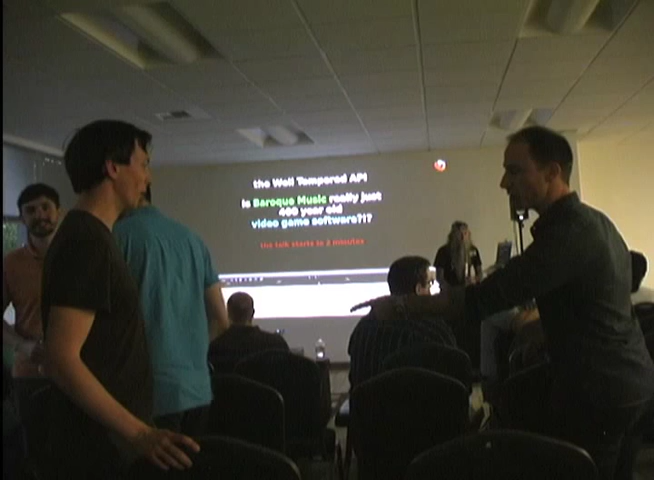 the Well Tempered API
is Baroque Music really just
400 year old
video game software?!?
the talk starts in 2 minutes